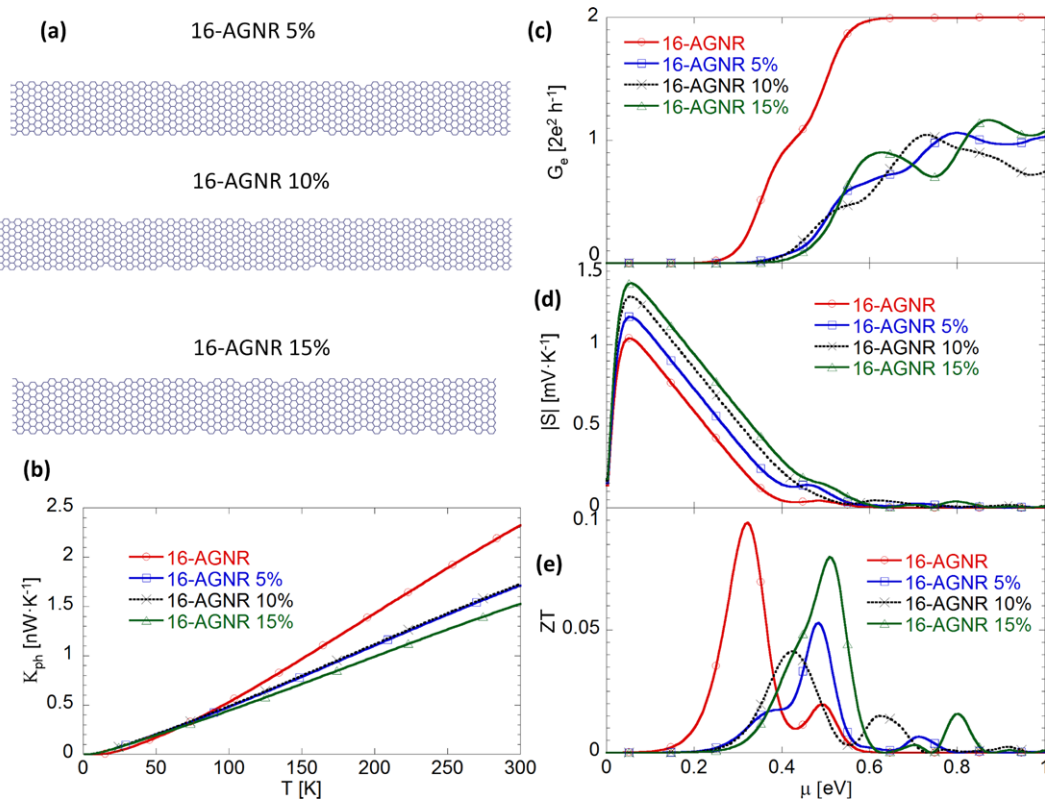 (a)
16-AGNR 5%
16-AGNR 10%
16-AGNR 15%
(b)
2.5
2
1.5
1
0.5
0
K_ph [nW·K⁻¹]
16-AGNR
16-AGNR 5%
16-AGNR 10%
16-AGNR 15%
0 50 100 150 200 250 300
T [K]
(c)
2
1
0
G_e [2e² h⁻¹]
16-AGNR
16-AGNR 5%
16-AGNR 10%
16-AGNR 15%
(d)
1.5
1
0.5
0
|S| [mV·K⁻¹]
16-AGNR
16-AGNR 5%
16-AGNR 10%
16-AGNR 15%
(e)
0.1
0.05
0
ZT
16-AGNR
16-AGNR 5%
16-AGNR 10%
16-AGNR 15%
0 0.2 0.4 0.6 0.8 1
μ [eV]